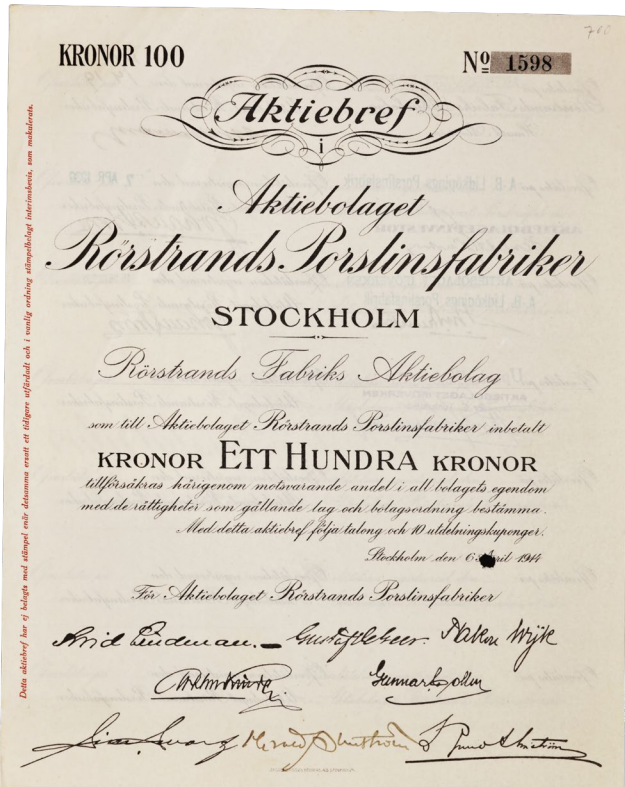 KRONOR 100
Nº 1598
Aktiebref
i
Aktiebolaget
Rörstrands Porslinsfabriker
STOCKHOLM
Rörstrands Fabriks Aktiebolag
som till Aktiebolaget Rörstrands Porslinsfabriker inbetalt
KRONOR ETT HUNDRA KRONOR
tillförsäkras härigenom motsvarande andel i all bolagets egendom
med de rättigheter som gällande lag och bolagsordning bestämma.
Med detta aktiebref följa talong och 10 utdelningskuponger.
Stockholm den 6 April 1914
För Aktiebolaget Rörstrands Porslinsfabriker
Arvid Lindman
Detta aktiebref har ej belagts med stämpel enär detsamma ersatt ett tidigare utfärdadt och i vanlig ordning stämpelbelagt interimsbevis, som makulerats.